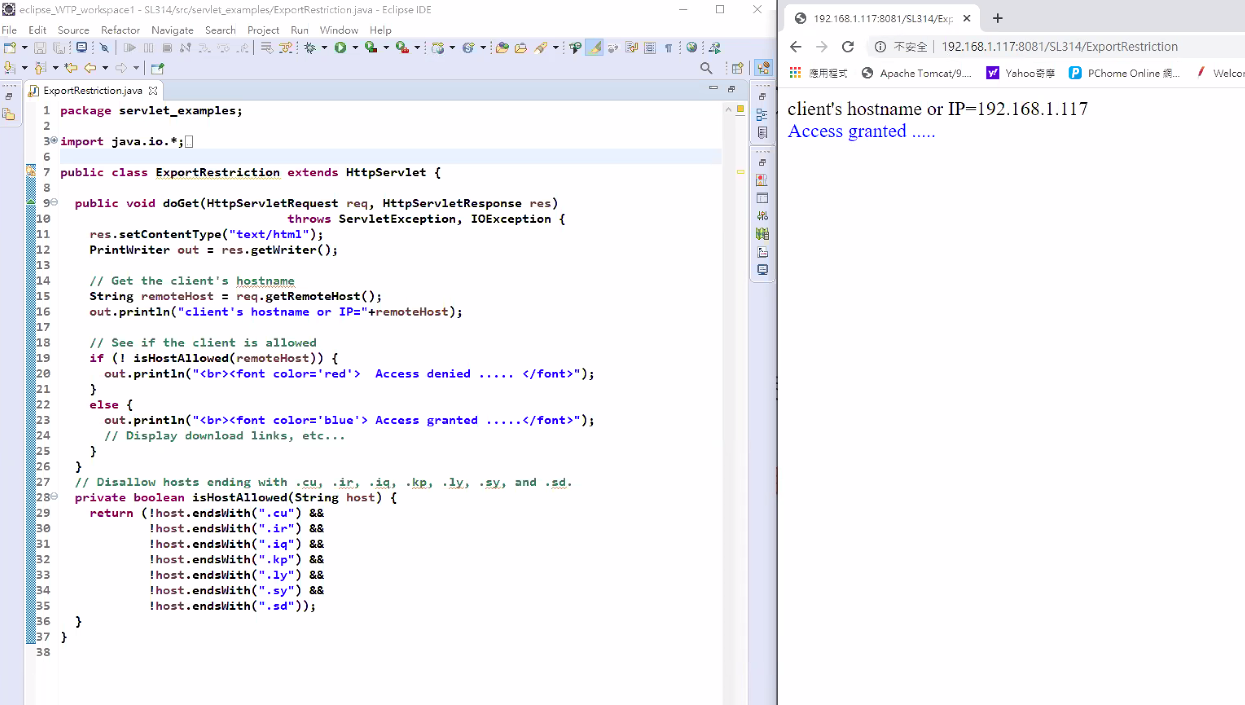 eclipse_WTP_workspace1 - SL314/src/servlet_examples/ExportRestriction.java - Eclipse IDE
File Edit Source Refactor Navigate Search Project Run Window Help
ExportRestriction.java
1 package servlet_examples;
2
3 import java.io.*;
6
7 public class ExportRestriction extends HttpServlet {
8
9 public void doGet(HttpServletRequest req, HttpServletResponse res)
10 throws ServletException, IOException {
11 res.setContentType("text/html");
12 PrintWriter out = res.getWriter();
13
14 // Get the client's hostname
15 String remoteHost = req.getRemoteHost();
16 out.println("client's hostname or IP="+remoteHost);
17
18 // See if the client is allowed
19 if (! isHostAllowed(remoteHost)) {
20 out.println("<br><font color='red'>  Access denied ..... </font>");
21 }
22 else {
23 out.println("<br><font color='blue'> Access granted .....</font>");
24 // Display download links, etc...
25 }
26 }
27 // Disallow hosts ending with .cu, .ir, .iq, .kp, .ly, .sy, and .sd.
28 private boolean isHostAllowed(String host) {
29 return (!host.endsWith(".cu") &&
30 !host.endsWith(".ir") &&
31 !host.endsWith(".iq") &&
32 !host.endsWith(".kp") &&
33 !host.endsWith(".ly") &&
34 !host.endsWith(".sy") &&
35 !host.endsWith(".sd"));
36 }
37 }
38
192.168.1.117:8081/SL314/Exp
不安全 | 192.168.1.117:8081/SL314/ExportRestriction
應用程式 Apache Tomcat/9.... Yahoo奇摩 PChome Online 網... Welco
client's hostname or IP=192.168.1.117
Access granted .....